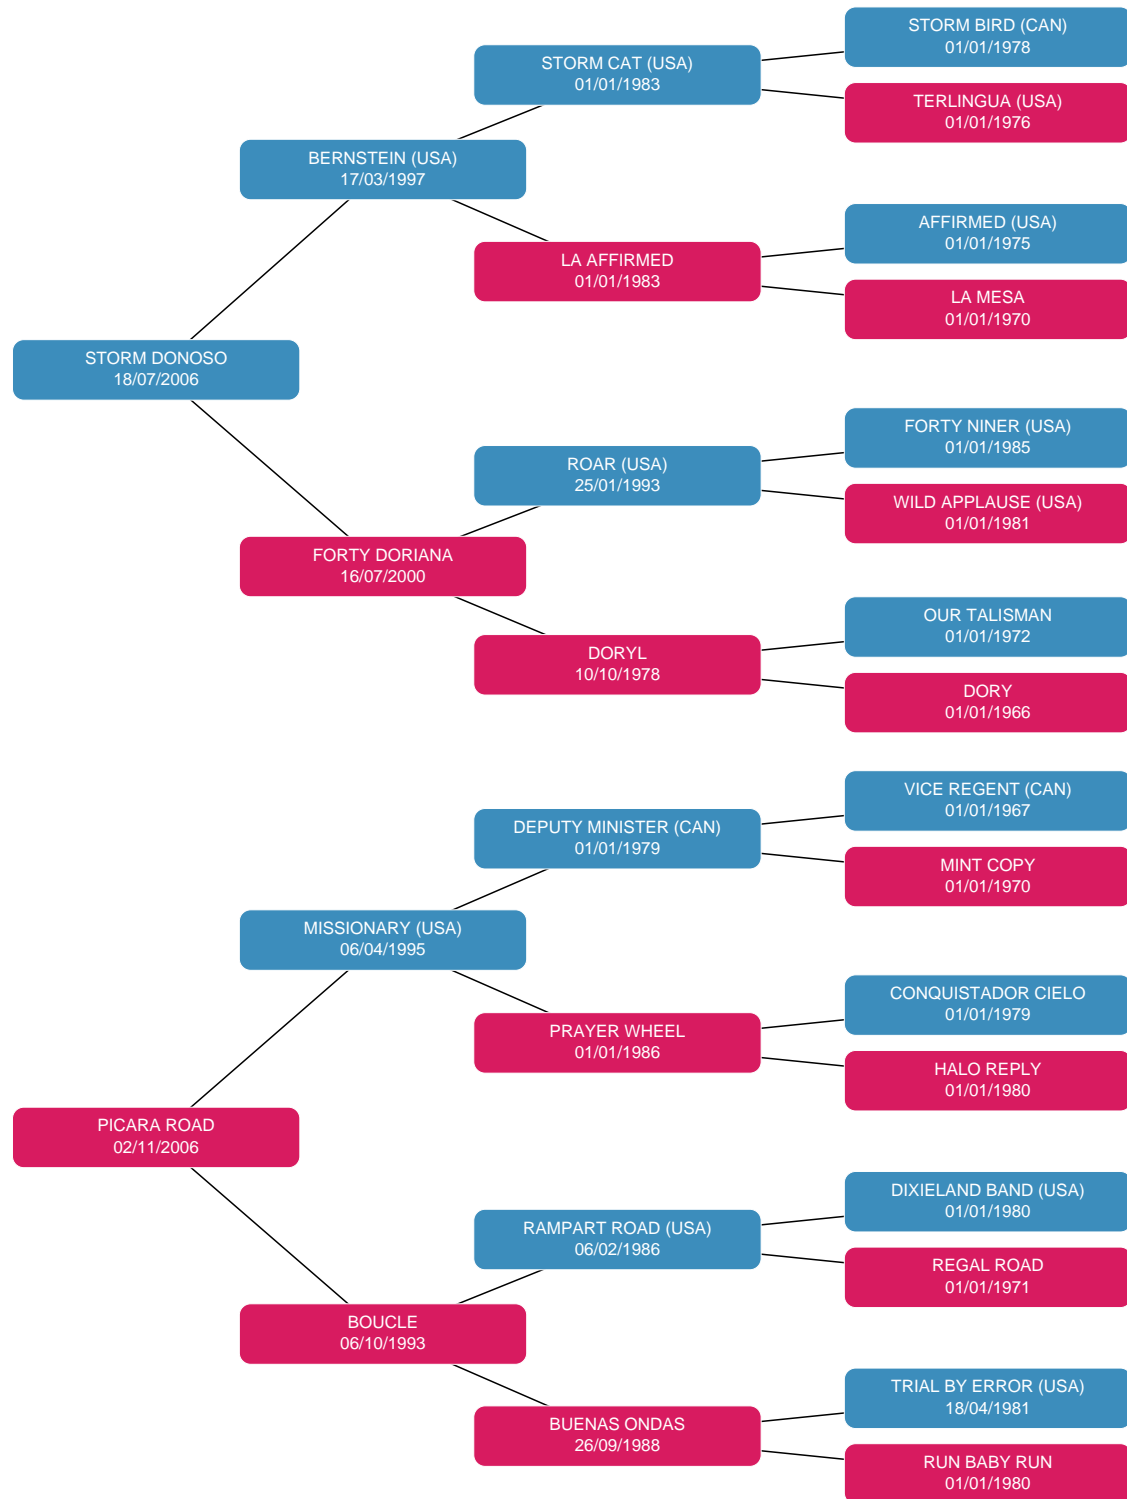 STORM BIRD (CAN)
01/01/1978
STORM CAT (USA)
01/01/1983
TERLINGUA (USA)
01/01/1976
BERNSTEIN (USA)
17/03/1997
AFFIRMED (USA)
01/01/1975
LA AFFIRMED
01/01/1983
LA MESA
01/01/1970
STORM DONOSO
18/07/2006
FORTY NINER (USA)
01/01/1985
ROAR (USA)
25/01/1993
WILD APPLAUSE (USA)
01/01/1981
FORTY DORIANA
16/07/2000
OUR TALISMAN
01/01/1972
DORYL
10/10/1978
DORY
01/01/1966
VICE REGENT (CAN)
01/01/1967
DEPUTY MINISTER (CAN)
01/01/1979
MINT COPY
01/01/1970
MISSIONARY (USA)
06/04/1995
CONQUISTADOR CIELO
01/01/1979
PRAYER WHEEL
01/01/1986
HALO REPLY
01/01/1980
PICARA ROAD
02/11/2006
DIXIELAND BAND (USA)
01/01/1980
RAMPART ROAD (USA)
06/02/1986
REGAL ROAD
01/01/1971
BOUCLE
06/10/1993
TRIAL BY ERROR (USA)
18/04/1981
BUENAS ONDAS
26/09/1988
RUN BABY RUN
01/01/1980